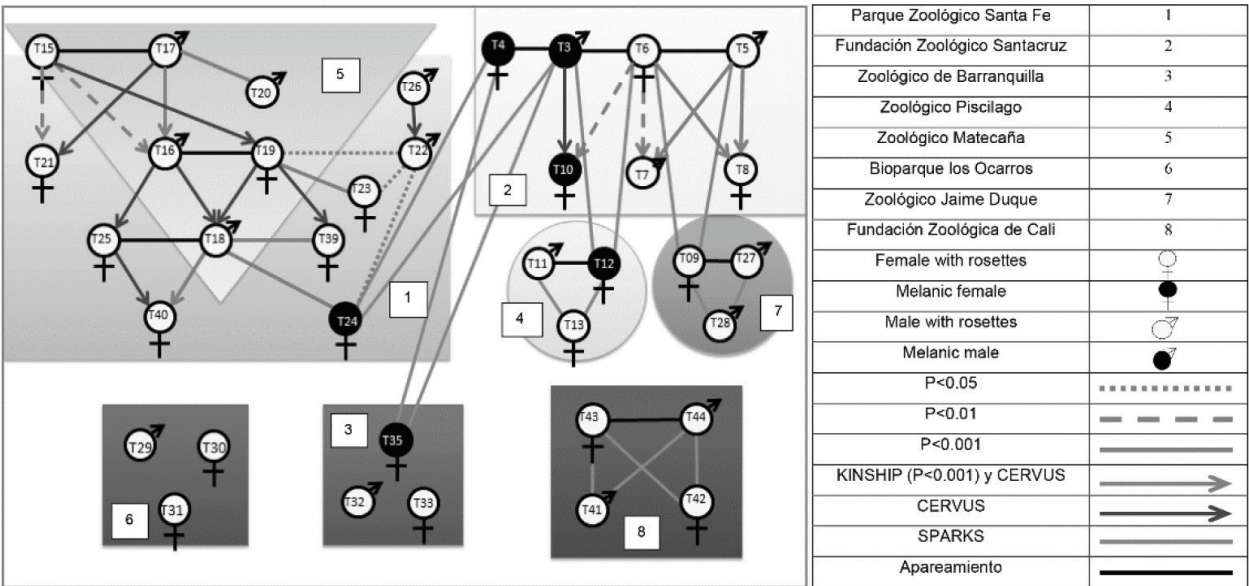 T15
T17
T20
5
T26
T21
T16
T19
T22
T23
T25
T18
T39
T40
T24
1
T4
T3
T6
T5
T10
T7
T8
2
T11
T12
T13
4
T09
T27
T28
7
T29
T30
T31
6
3
T35
T32
T33
T43
T44
T41
T42
8
Parque Zoológico Santa Fe 1
Fundación Zoológico Santacruz 2
Zoológico de Barranquilla 3
Zoológico Piscilago 4
Zoológico Matecaña 5
Bioparque los Ocarros 6
Zoológico Jaime Duque 7
Fundación Zoológica de Cali 8
Female with rosettes
Melanic female
Male with rosettes
Melanic male
P<0.05
P<0.01
P<0.001
KINSHIP (P<0.001) y CERVUS
CERVUS
SPARKS
Apareamiento